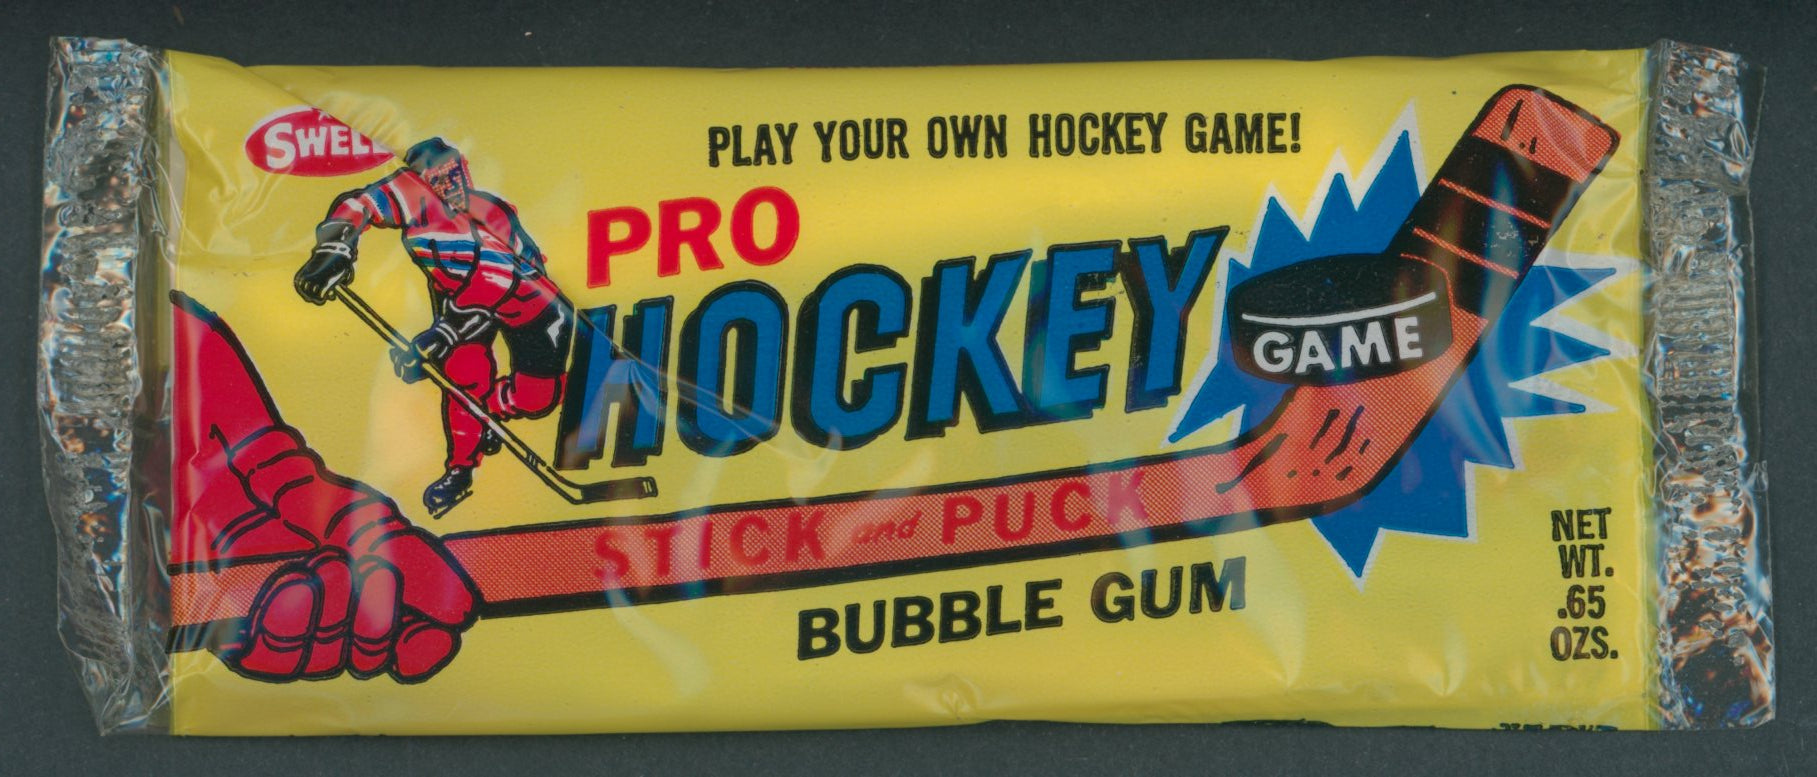 SWELL
PLAY YOUR OWN HOCKEY GAME!
PRO
HOCKEY
GAME
STICK and PUCK
BUBBLE GUM
NET
WT.
.65
OZS.